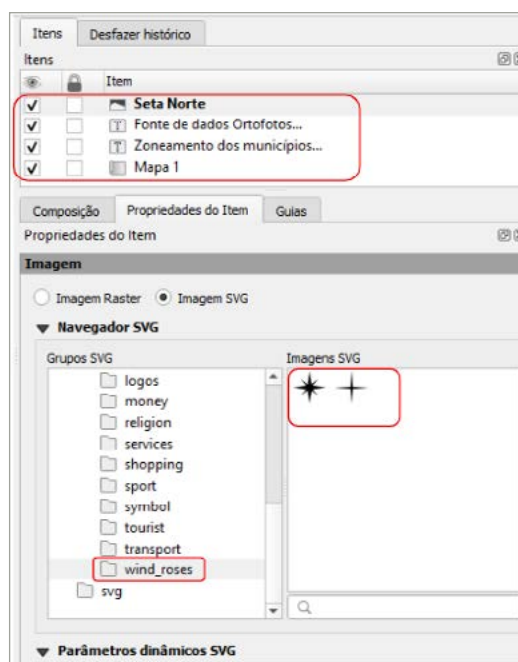 Itens Desfazer histórico
Itens
Item
Seta Norte
Fonte de dados Ortofotos...
Zoneamento dos municípios...
Mapa 1
Composição Propriedades do Item Guias
Propriedades do Item
Imagem
Imagem Raster Imagem SVG
Navegador SVG
Grupos SVG Imagens SVG
logos
money
religion
services
shopping
sport
symbol
tourist
transport
wind_roses
svg
Parâmetros dinâmicos SVG